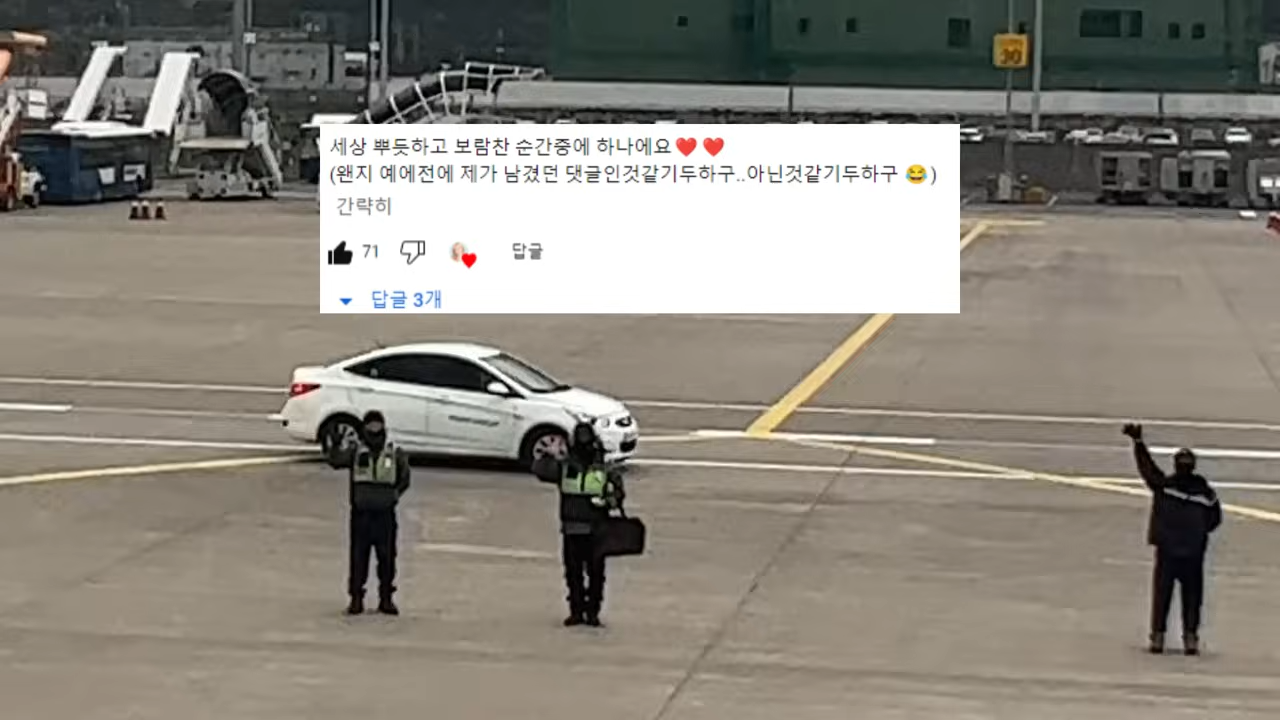 30
세상 뿌듯하고 보람찬 순간중에 하나에요❤️ ❤️
(왠지 예에전에 제가 남겼던 댓글인것같기두하구..아닌것같기두하구 😂)
간략히
71 답글
답글 3개